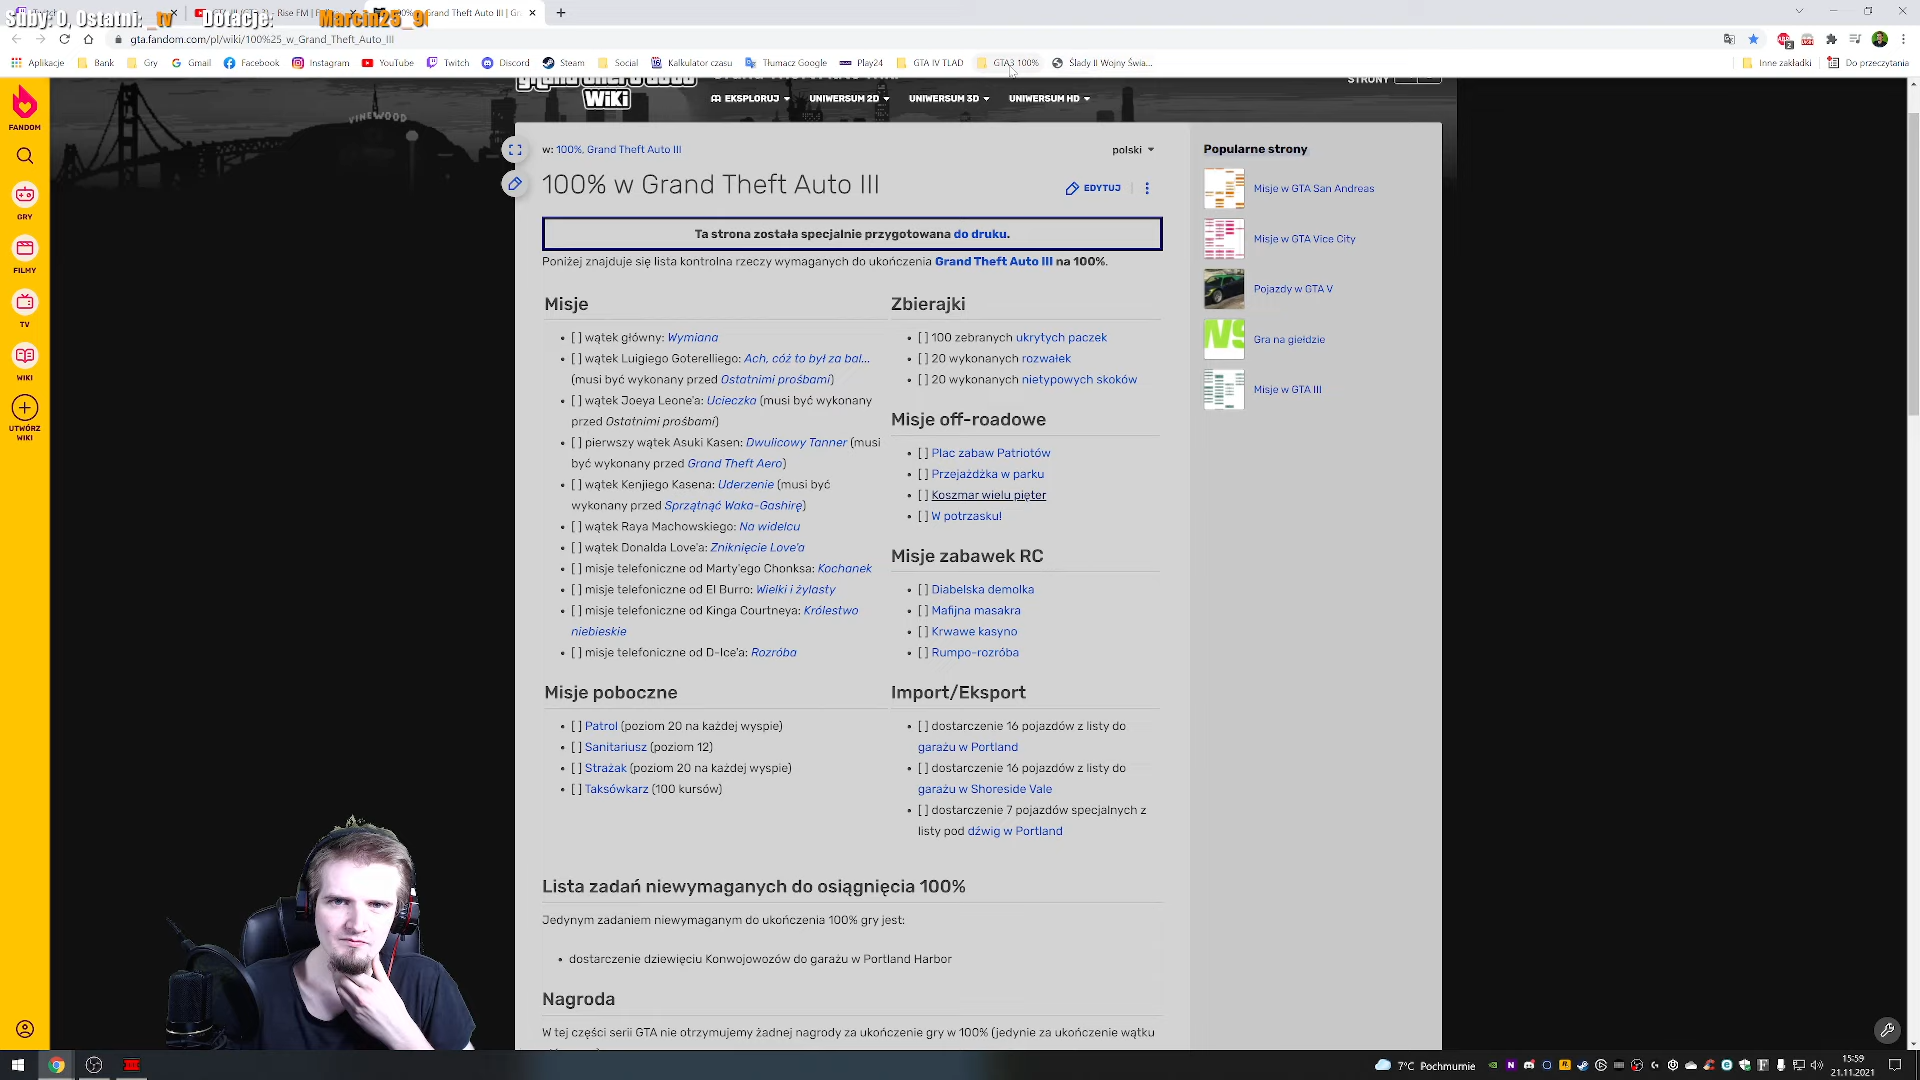 Suby: 0, Ostatni: _tv Dotacje: Marcin25_9
Rise FM
Grand Theft Auto III | Gr
gta.fandom.com/pl/wiki/100%25_w_Grand_Theft_Auto_III
Aplikacje Bank Gry Gmail Facebook Instagram YouTube Twitch Discord Steam Social Kalkulator czasu Tłumacz Google Play24 GTA IV TLAD GTA3 100% Ślady II Wojny Świa... Inne zakładki Do przeczytania
Wiki
STRONY
EKSPLORUJ UNIWERSUM 2D UNIWERSUM 3D UNIWERSUM HD
VINEWOOD
FANDOM
GRY
FILMY
TV
WIKI
UTWÓRZ
WIKI
w: 100%, Grand Theft Auto III
polski
100% w Grand Theft Auto III
EDYTUJ
Ta strona została specjalnie przygotowana do druku.
Poniżej znajduje się lista kontrolna rzeczy wymaganych do ukończenia Grand Theft Auto III na 100%.
Misje
• [ ] wątek główny: Wymiana
• [ ] wątek Luigiego Goterelliego: Ach, cóż to był za bal...
(musi być wykonany przed Ostatnimi prośbami)
• [ ] wątek Joeya Leone'a: Ucieczka (musi być wykonany
przed Ostatnimi prośbami)
• [ ] pierwszy wątek Asuki Kasen: Dwulicowy Tanner (musi
być wykonany przed Grand Theft Aero)
• [ ] wątek Kenjiego Kasena: Uderzenie (musi być
wykonany przed Sprzątnąć Waka-Gashirę)
• [ ] wątek Raya Machowskiego: Na widelcu
• [ ] wątek Donalda Love'a: Zniknięcie Love'a
• [ ] misje telefoniczne od Marty'ego Chonksa: Kochanek
• [ ] misje telefoniczne od El Burro: Wielki i żylasty
• [ ] misje telefoniczne od Kinga Courtneya: Królestwo
niebieskie
• [ ] misje telefoniczne od D-Ice'a: Rozróba
Zbierajki
• [ ] 100 zebranych ukrytych paczek
• [ ] 20 wykonanych rozwałek
• [ ] 20 wykonanych nietypowych skoków
Misje off-roadowe
• [ ] Plac zabaw Patriotów
• [ ] Przejażdżka w parku
• [ ] Koszmar wielu pięter
• [ ] W potrzasku!
Misje zabawek RC
• [ ] Diabelska demolka
• [ ] Mafijna masakra
• [ ] Krwawe kasyno
• [ ] Rumpo-rozróba
Misje poboczne
• [ ] Patrol (poziom 20 na każdej wyspie)
• [ ] Sanitariusz (poziom 12)
• [ ] Strażak (poziom 20 na każdej wyspie)
• [ ] Taksówkarz (100 kursów)
Import/Eksport
• [ ] dostarczenie 16 pojazdów z listy do
garażu w Portland
• [ ] dostarczenie 16 pojazdów z listy do
garażu w Shoreside Vale
• [ ] dostarczenie 7 pojazdów specjalnych z
listy pod dźwig w Portland
Lista zadań niewymaganych do osiągnięcia 100%
Jedynym zadaniem niewymaganym do ukończenia 100% gry jest:
• dostarczenie dziewięciu Konwojowozów do garażu w Portland Harbor
Nagroda
W tej części serii GTA nie otrzymujemy żadnej nagrody za ukończenie gry w 100% (jedynie za ukończenie wątku
Popularne strony
Misje w GTA San Andreas
Misje w GTA Vice City
Pojazdy w GTA V
Gra na giełdzie
Misje w GTA III
7°C Pochmurnie
15:59
21.11.2021